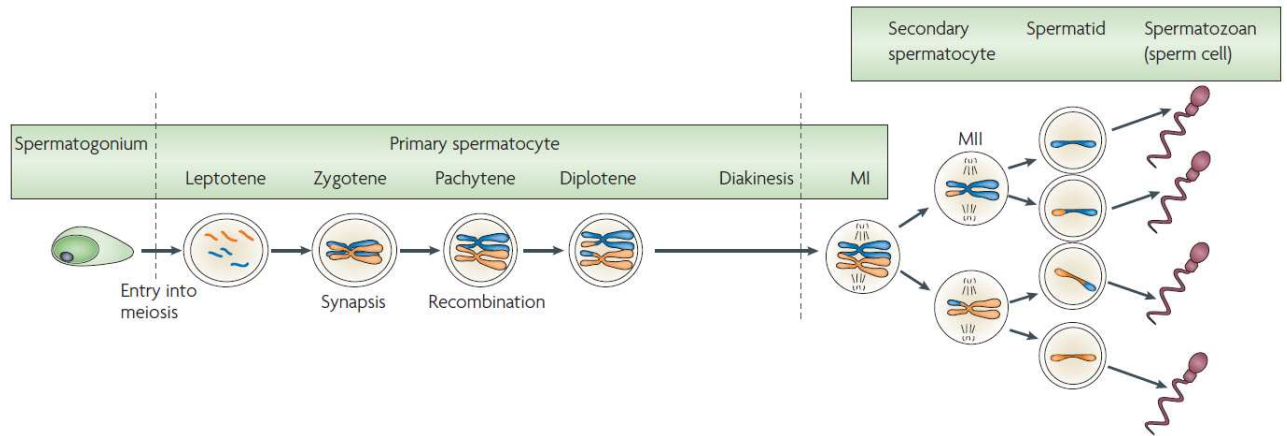 Secondary spermatocyte
Spermatid
Spermatozoan (sperm cell)
Spermatogonium
Primary spermatocyte
Leptotene
Zygotene
Pachytene
Diplotene
Diakinesis
MI
MII
Entry into meiosis
Synapsis
Recombination